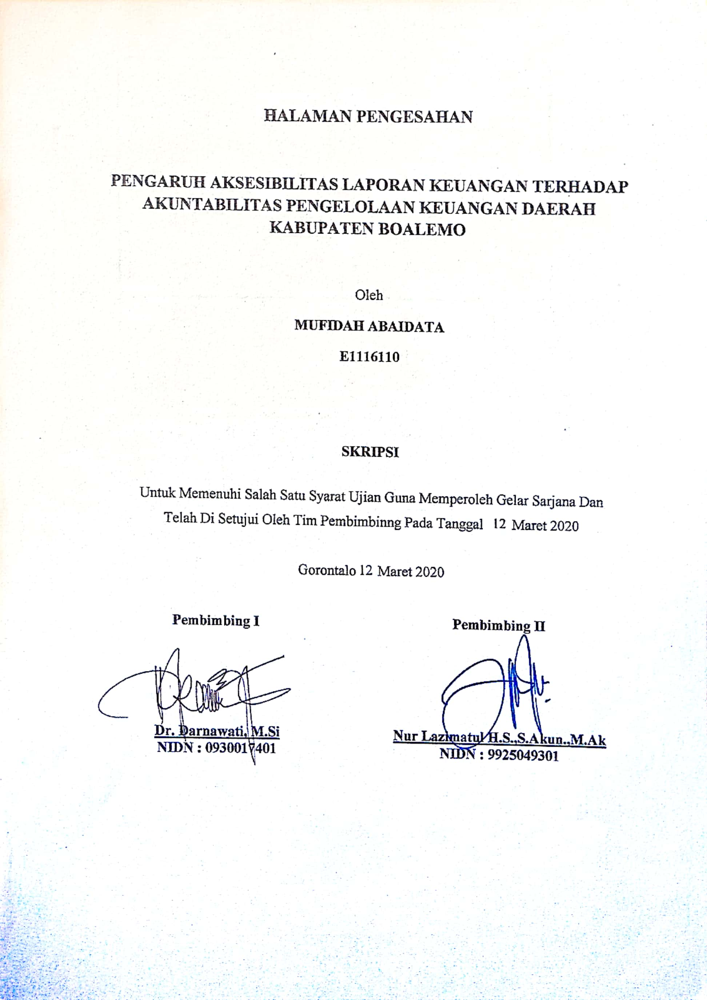 HALAMAN PENGESAHAN
PENGARUH AKSESIBILITAS LAPORAN KEUANGAN TERHADAP
AKUNTABILITAS PENGELOLAAN KEUANGAN DAERAH
KABUPATEN BOALEMO
Oleh
MUFIDAH ABAIDATA
E1116110
SKRIPSI
Untuk Memenuhi Salah Satu Syarat Ujian Guna Memperoleh Gelar Sarjana Dan
Telah Di Setujui Oleh Tim Pembimbinng Pada Tanggal 12 Maret 2020
Gorontalo 12 Maret 2020
Pembimbing I
Pembimbing II
Dr. Darnawati, M.Si
NIDN : 0930017401
Nur Lazimatul H.S.,S.Akun.,M.Ak
NIDN : 9925049301